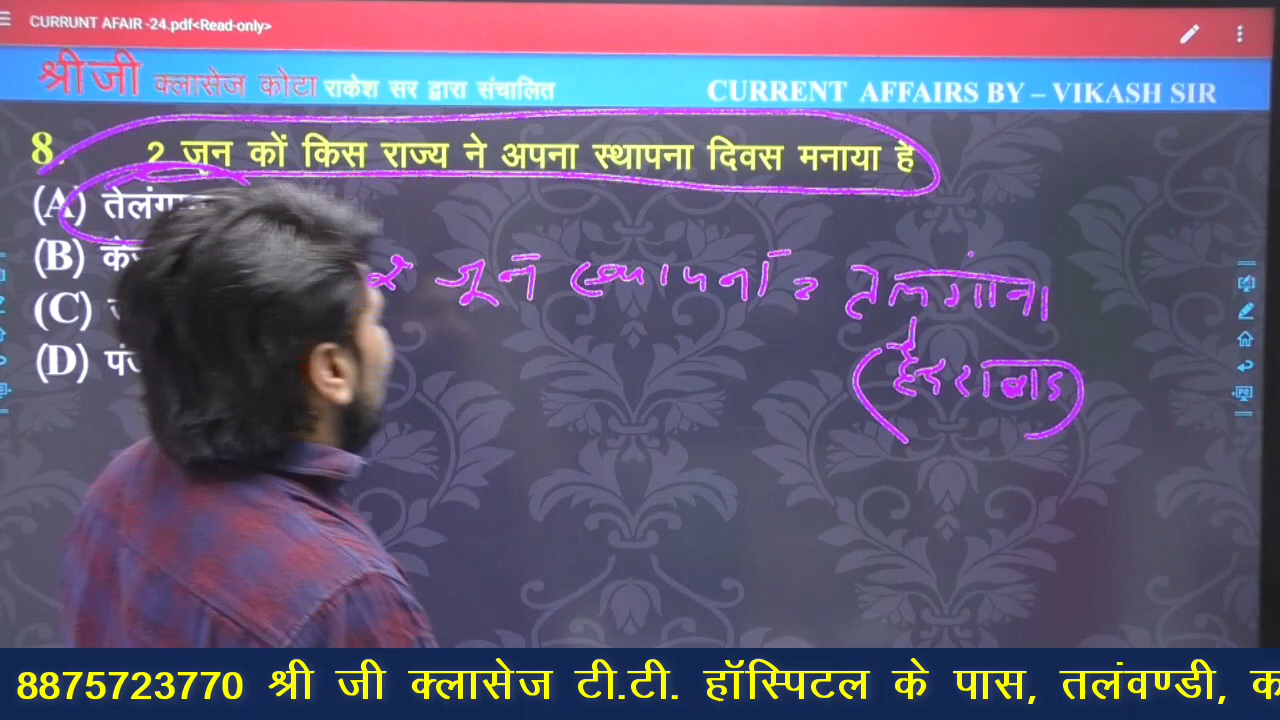 CURRUNT AFAIR -24.pdf<Read-only>
श्रीजी क्लासेज कोटा राकेश सर द्वारा संचालित CURRENT AFFAIRS BY – VIKASH SIR
8. 2 जून कों किस राज्य ने अपना स्थापना दिवस मनाया है
(A)
(B)
(C)
(D)
2 जून स्थापना = तेलंगाना
8875723770 श्री जी क्लासेज टी.टी. हॉस्पिटल के पास, तलंवण्डी,